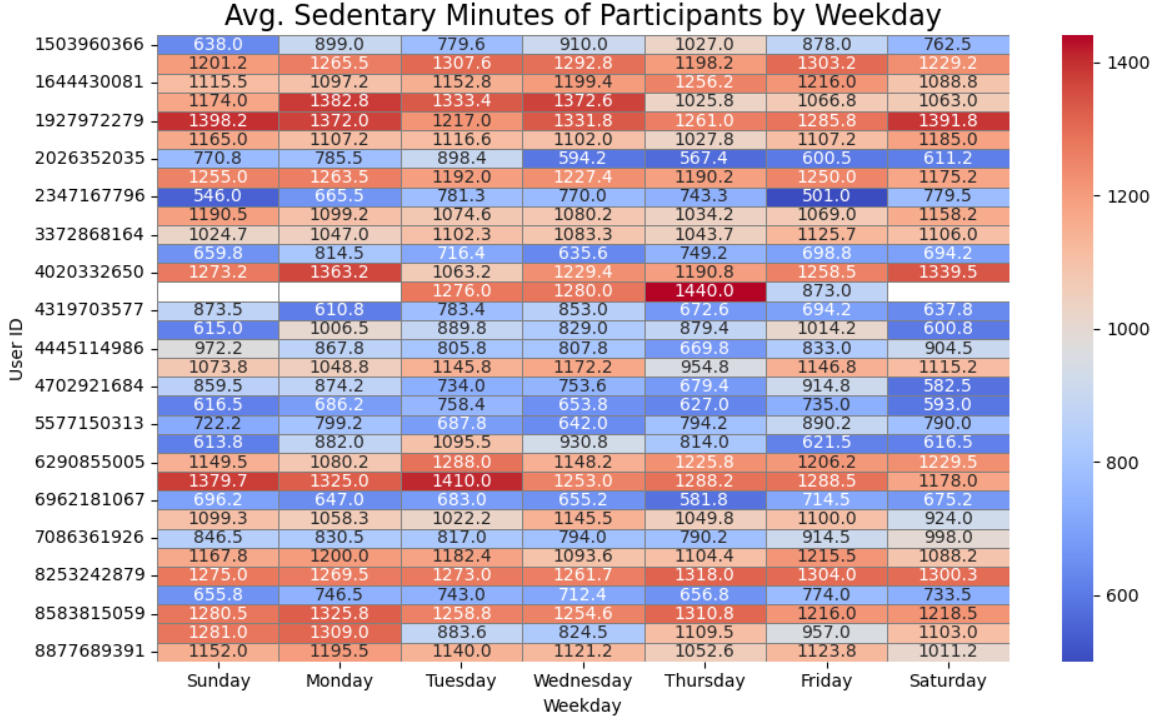 Avg. Sedentary Minutes of Participants by Weekday
1503960366 638.0 899.0 779.6 910.0 1027.0 878.0 762.5
1201.2 1265.5 1307.6 1292.8 1198.2 1303.2 1229.2
1644430081 1115.5 1097.2 1152.8 1199.4 1256.2 1216.0 1088.8
1174.0 1382.8 1333.4 1372.6 1025.8 1066.8 1063.0
1927972279 1398.2 1372.0 1217.0 1331.8 1261.0 1285.8 1391.8
1165.0 1107.2 1116.6 1102.0 1027.8 1107.2 1185.0
2026352035 770.8 785.5 898.4 594.2 567.4 600.5 611.2
1255.0 1263.5 1192.0 1227.4 1190.2 1250.0 1175.2
2347167796 546.0 665.5 781.3 770.0 743.3 501.0 779.5
1190.5 1099.2 1074.6 1080.2 1034.2 1069.0 1158.2
3372868164 1024.7 1047.0 1102.3 1083.3 1043.7 1125.7 1106.0
659.8 814.5 716.4 635.6 749.2 698.8 694.2
4020332650 1273.2 1363.2 1063.2 1229.4 1190.8 1258.5 1339.5
1276.0 1280.0 1440.0 873.0
4319703577 873.5 610.8 783.4 853.0 672.6 694.2 637.8
615.0 1006.5 889.8 829.0 879.4 1014.2 600.8
4445114986 972.2 867.8 805.8 807.8 669.8 833.0 904.5
1073.8 1048.8 1145.8 1172.2 954.8 1146.8 1115.2
4702921684 859.5 874.2 734.0 753.6 679.4 914.8 582.5
616.5 686.2 758.4 653.8 627.0 735.0 593.0
5577150313 722.2 799.2 687.8 642.0 794.2 890.2 790.0
613.8 882.0 1095.5 930.8 814.0 621.5 616.5
6290855005 1149.5 1080.2 1288.0 1148.2 1225.8 1206.2 1229.5
1379.7 1325.0 1410.0 1253.0 1288.2 1288.5 1178.0
6962181067 696.2 647.0 683.0 655.2 581.8 714.5 675.2
1099.3 1058.3 1022.2 1145.5 1049.8 1100.0 924.0
7086361926 846.5 830.5 817.0 794.0 790.2 914.5 998.0
1167.8 1200.0 1182.4 1093.6 1104.4 1215.5 1088.2
8253242879 1275.0 1269.5 1273.0 1261.7 1318.0 1304.0 1300.3
655.8 746.5 743.0 712.4 656.8 774.0 733.5
8583815059 1280.5 1325.8 1258.8 1254.6 1310.8 1216.0 1218.5
1281.0 1309.0 883.6 824.5 1109.5 957.0 1103.0
8877689391 1152.0 1195.5 1140.0 1121.2 1052.6 1123.8 1011.2
Sunday Monday Tuesday Wednesday Thursday Friday Saturday
Weekday
User ID
1400
1200
1000
800
600